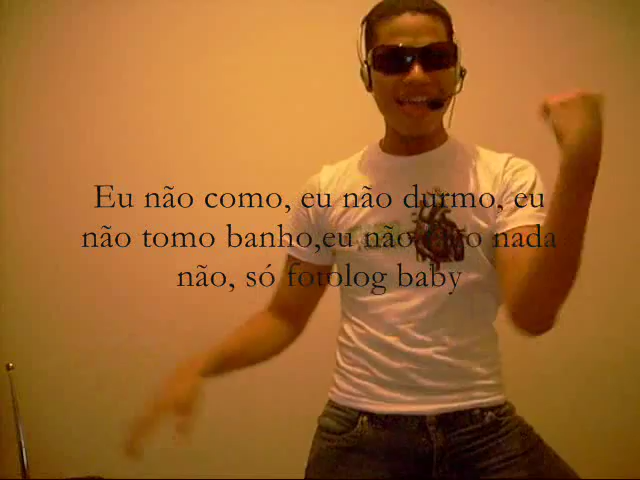 Eu não como, eu não durmo, eu
não tomo banho,eu não nada
não, só fotolog baby